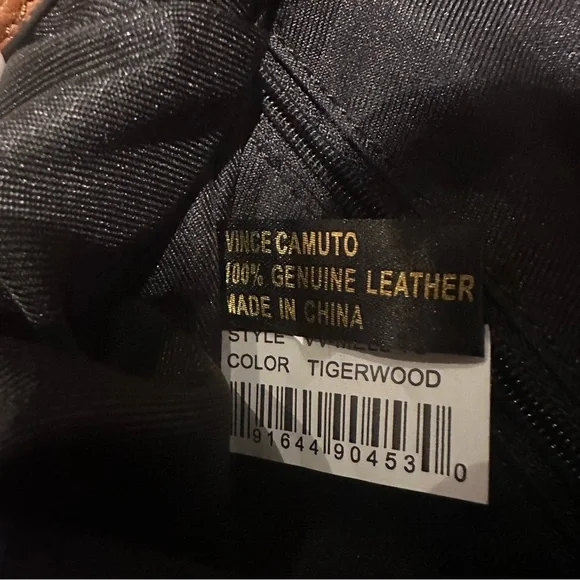 VINCE CAMUTO
100% GENUINE LEATHER
MADE IN CHINA
STYLE
COLOR TIGERWOOD
91644 90453 0